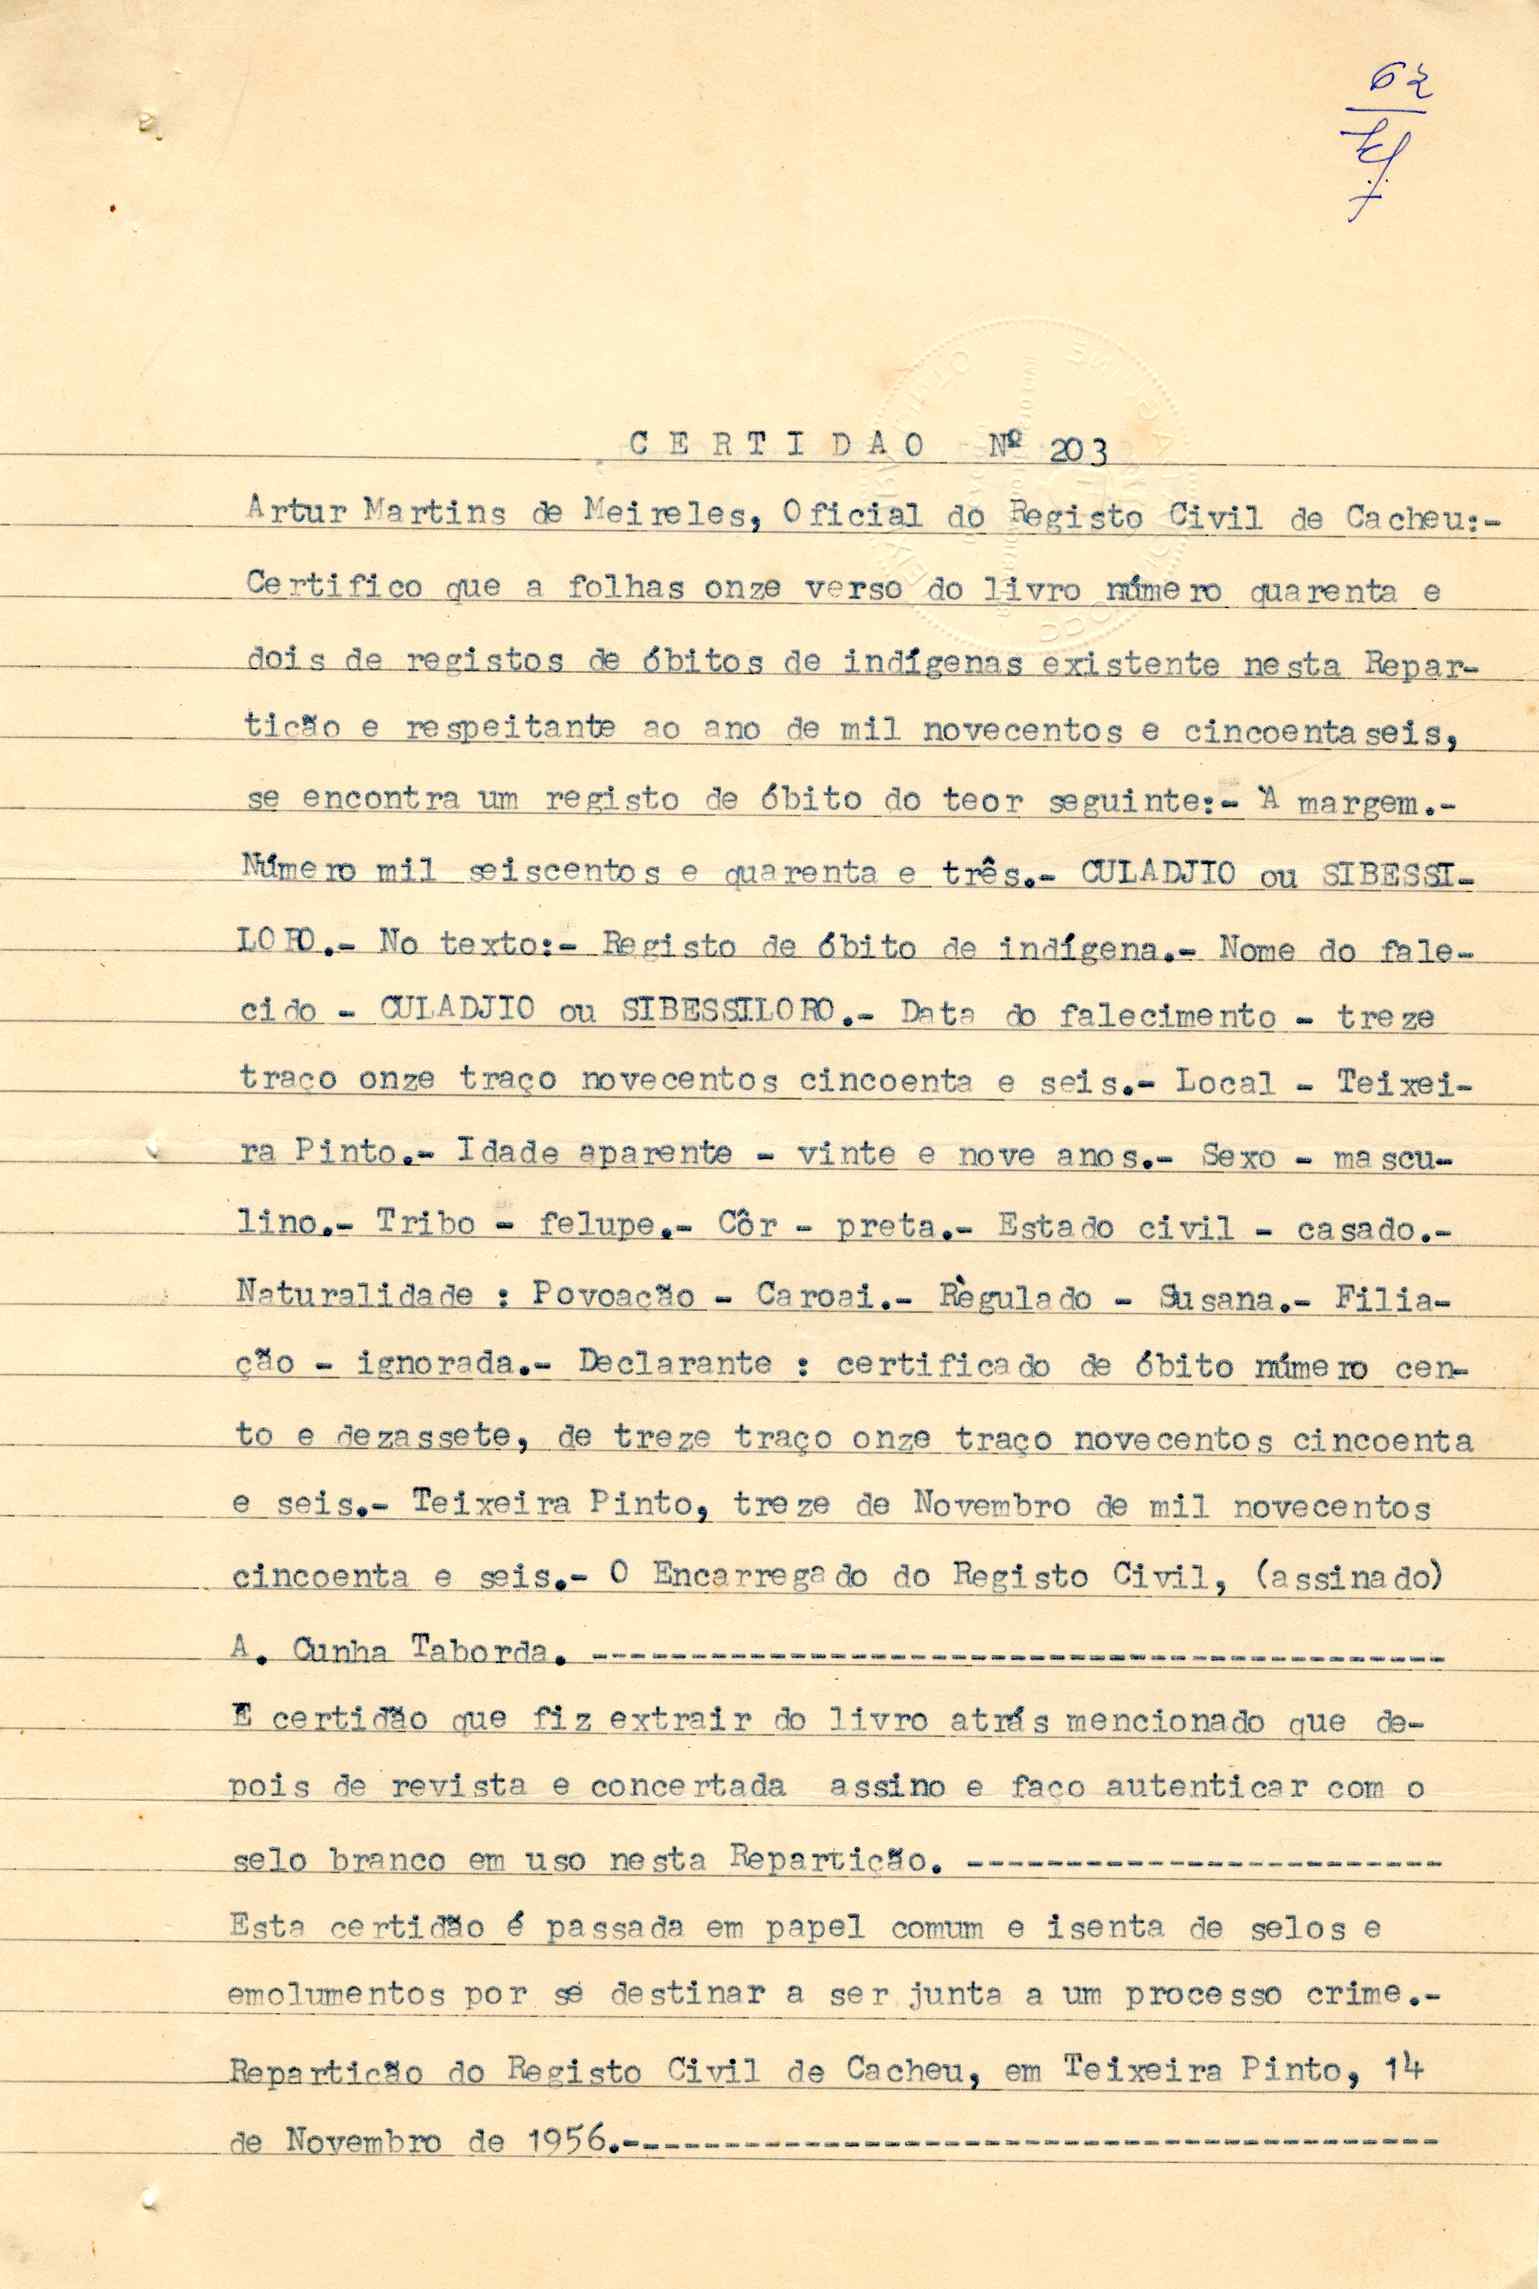 62
C E R T I D A O Nº 203
Artur Martins de Meireles, Oficial do Registo Civil de Cacheu:-
Certifico que a folhas onze verso do livro número quarenta e
dois de registos de óbitos de indígenas existente nesta Repar-
tição e respeitante ao ano de mil novecentos e cincoenta seis,
se encontra um registo de óbito do teor seguinte:- À margem.-
Número mil seiscentos e quarenta e três.- CULADJIO ou SIBESSI-
LORO.- No texto:- Registo de óbito de indígena.- Nome do fale-
cido - CULADJIO ou SIBESSILORO.- Data do falecimento - treze
traço onze traço novecentos cincoenta e seis.- Local - Teixei-
ra Pinto.- Idade aparente - vinte e nove anos.- Sexo - mascu-
lino.- Tribo - felupe.- Côr - preta.- Estado civil - casado.-
Naturalidade : Povoação - Caroai.- Règulado - Susana.- Filia-
ção - ignorada.- Declarante : certificado de óbito número cen-
to e dezassete, de treze traço onze traço novecentos cincoenta
e seis.- Teixeira Pinto, treze de Novembro de mil novecentos
cincoenta e seis.- O Encarregado do Registo Civil, (assinado)
A. Cunha Taborda. -------------------------------------------
E certidão que fiz extrair do livro atrás mencionado que de-
pois de revista e concertada assino e faço autenticar com o
selo branco em uso nesta Repartição. ------------------------
Esta certidão é passada em papel comum e isenta de selos e
emolumentos por se destinar a ser junta a um processo crime.-
Repartição do Registo Civil de Cacheu, em Teixeira Pinto, 14
de Novembro de 1956.-----------------------------------------